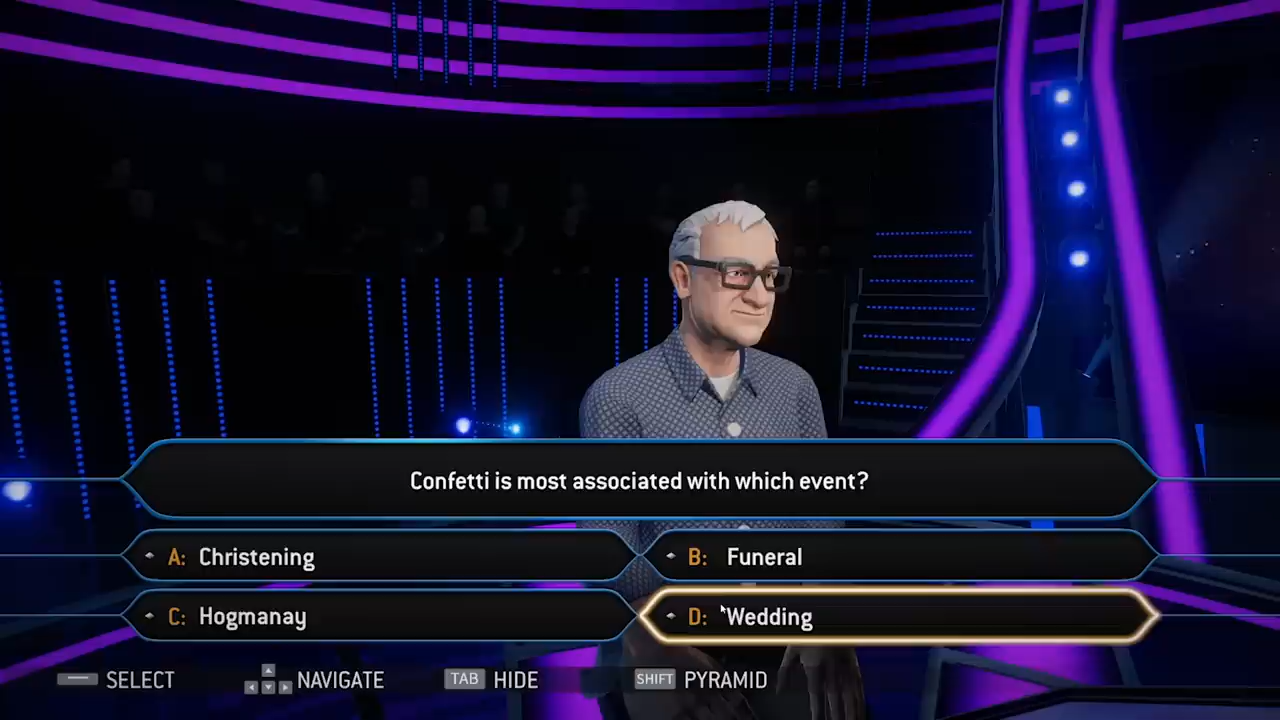 Confetti is most associated with which event?
A: Christening
B: Funeral
C: Hogmanay
D: Wedding
SELECT
NAVIGATE
TAB HIDE
SHIFT PYRAMID